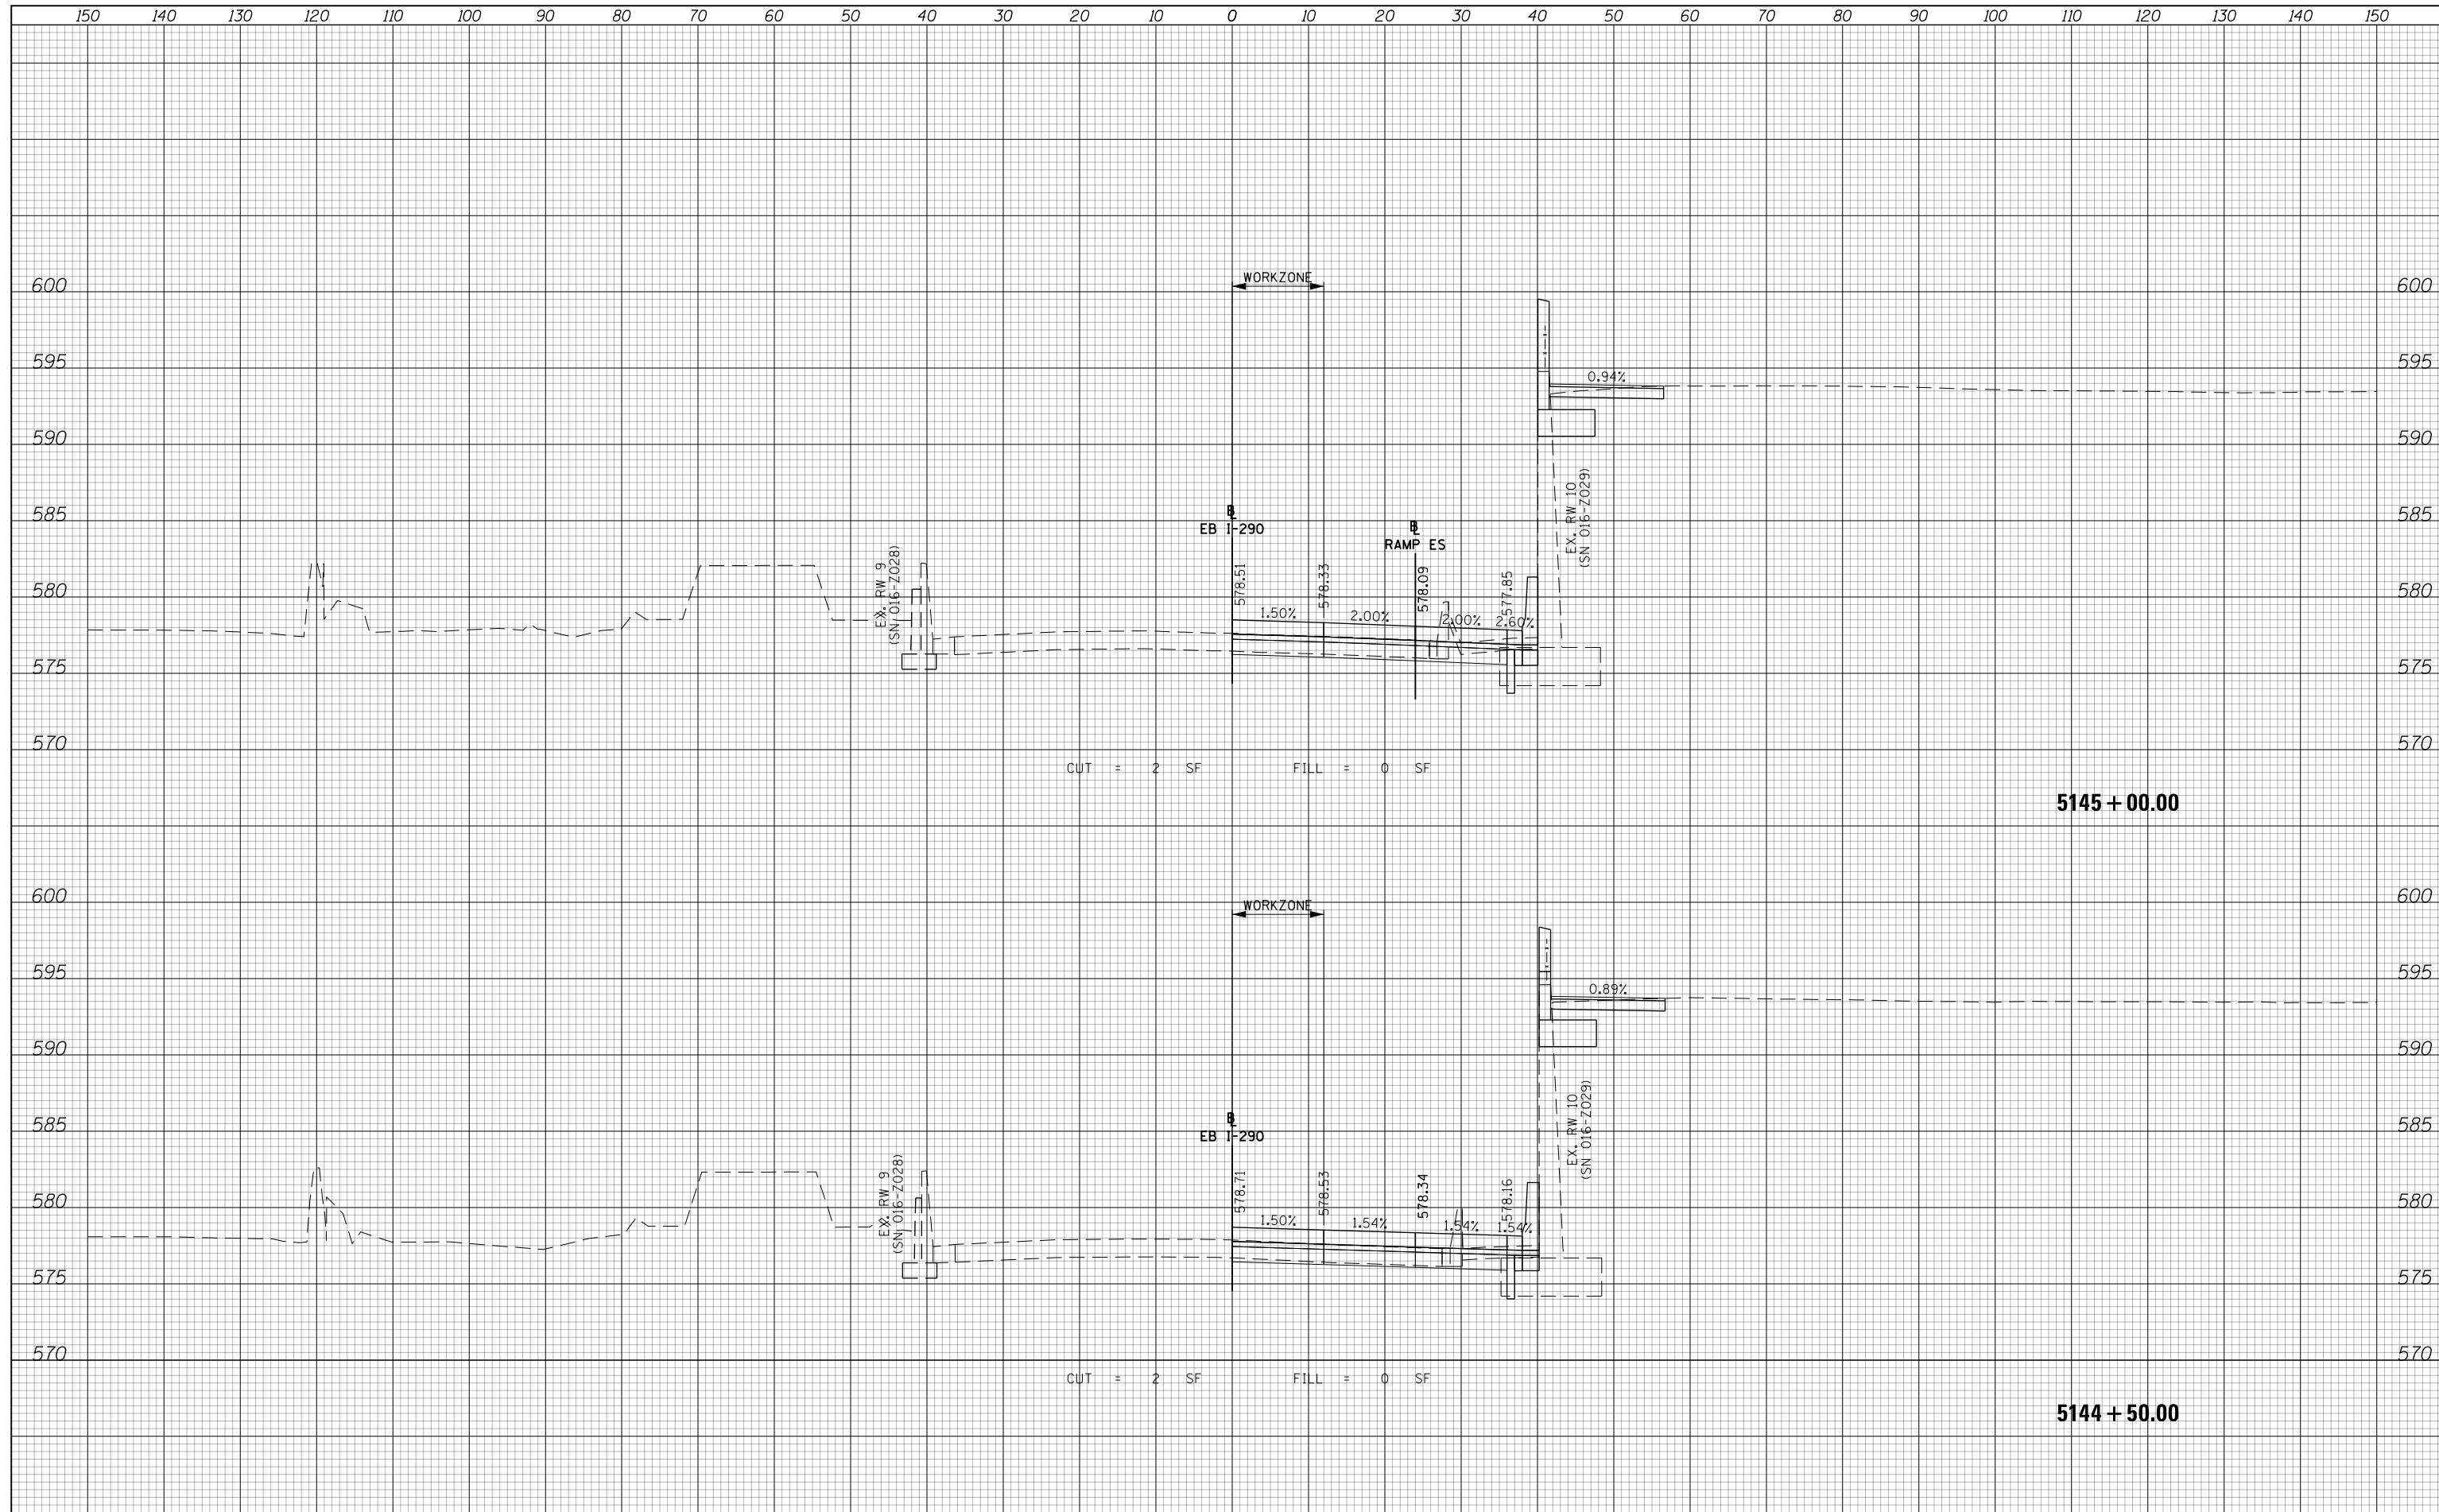 150 140 130 120 110 100 90 80 70 60 50 40 30 20 10 0 10 20 30 40 50 60 70 80 90 100 110 120 130 140 150
600 600
WORKZONE
595 595
0.94%
590 590
EX. RW 10
(SN 016-Z029)
585 585
BL
EB I-290
BL
RAMP ES
EX. RW 9
(SN 016-Z028)
580 580
578.51 578.33 578.09 577.85
1.50% 2.00% 2.00% 2.60%
575 575
570 570
CUT = 2 SF FILL = 0 SF
5145+00.00
600 600
WORKZONE
595 595
0.89%
590 590
EX. RW 10
(SN 016-Z029)
585 585
BL
EB I-290
EX. RW 9
(SN 016-Z028)
580 580
578.71 578.53 578.34 578.16
1.50% 1.54% 1.54% 1.54%
575 575
570 570
CUT = 2 SF FILL = 0 SF
5144+50.00